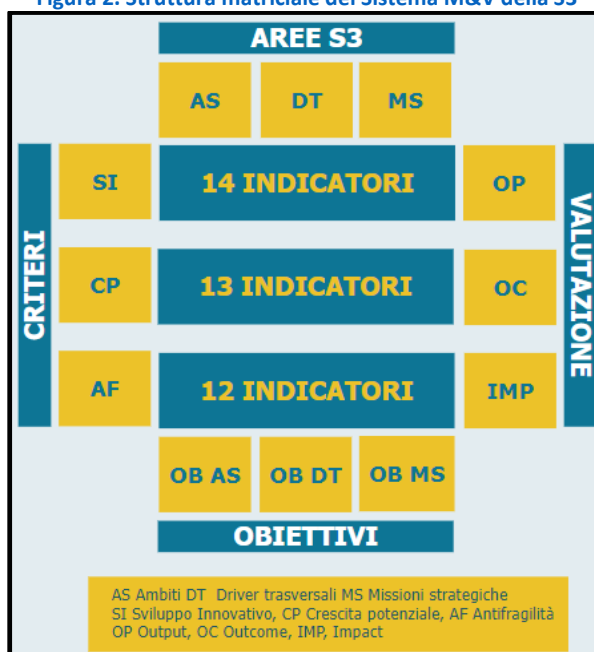 Figura 2. Struttura matriciale del Sistema M&V della S3
AREE S3
AS DT MS
CRITERI
SI 14 INDICATORI OP
CP 13 INDICATORI OC
AF 12 INDICATORI IMP
VALUTAZIONE
OB AS OB DT OB MS
OBIETTIVI
AS Ambiti DT Driver trasversali MS Missioni strategiche
SI Sviluppo Innovativo, CP Crescita potenziale, AF Antifragilità
OP Output, OC Outcome, IMP, Impact